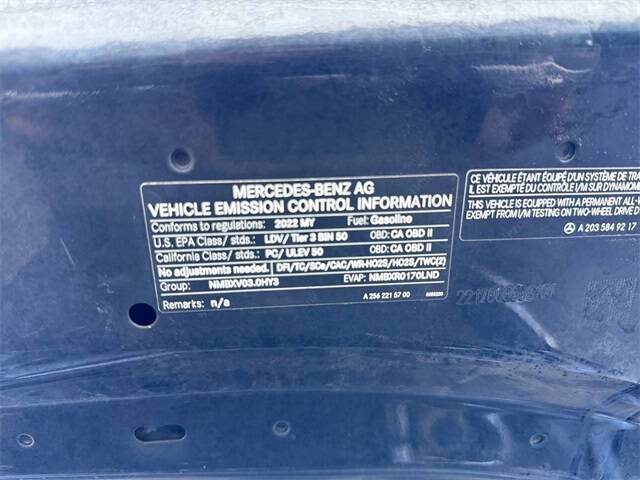 MERCEDES-BENZ AG
VEHICLE EMISSION CONTROL INFORMATION
Conforms to regulations: 2022 MY Fuel: Gasoline
U.S. EPA Class/ stds.: LDV/ Tier 3 BIN 50 OBD: CA OBD II
California Class/ stds.: PC/ ULEV 50 OBD: CA OBD II
No adjustments needed. DFI/TC/SCe/CAC/WR-HO2S/HO2S/TWC(2)
Group: NMBXV03.0HY3 EVAP: NMBXR0170LND
Remarks: n/a A 256 221 57 00
CE VÉHICULE ÉTANT ÉQUIPÉ D'UN SYSTÈME DE TRA
IL EST EXEMPTÉ DU CONTRÔLE I/M SUR DYNAMOM
THIS VEHICLE IS EQUIPPED WITH A PERMANENT ALL-W
EXEMPT FROM I/M TESTING ON TWO-WHEEL DRIVE D
A 203 584 92 17